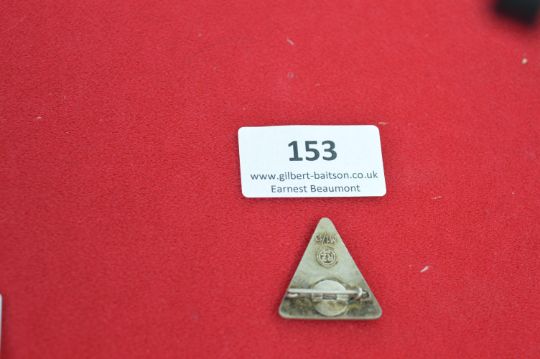 153
www.gilbert-baitson.co.uk
Earnest Beaumont